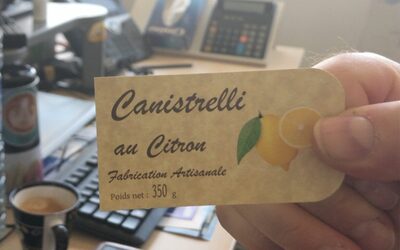 Canistrelli
au Citron
Fabrication Artisanale
Poids net : 350 g